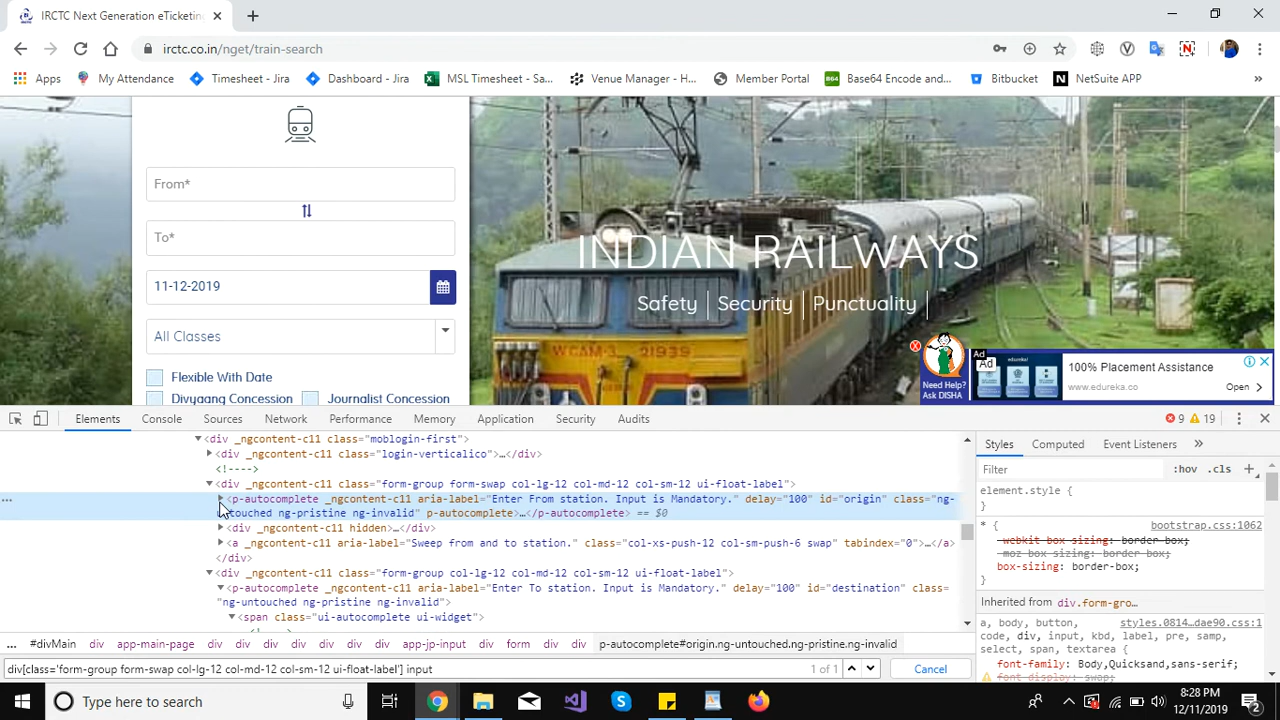 IRCTC Next Generation eTicketing
irctc.co.in/nget/train-search
Apps My Attendance Timesheet - Jira Dashboard - Jira MSL Timesheet - Sa... Venue Manager - H... Member Portal B64 Base64 Encode and... Bitbucket NetSuite APP »
From*
To*
11-12-2019
All Classes
Flexible With Date
Divyaang Concession Journalist Concession
INDIAN RAILWAYS
Safety Security Punctuality
WCAM-3 21939
Need Help?
Ask DISHA
Ad
Ad
100% Placement Assistance
www.edureka.co
Open
Elements Console Sources Network Performance Memory Application Security Audits 9 19
<div _ngcontent-c11 class="moblogin-first">
<div _ngcontent-c11 class="login-verticalico">…</div>
<!---->
<div _ngcontent-c11 class="form-group form-swap col-lg-12 col-md-12 col-sm-12 ui-float-label">
<p-autocomplete _ngcontent-c11 aria-label="Enter From station. Input is Mandatory." delay="100" id="origin" class="ng-
untouched ng-pristine ng-invalid" p-autocomplete>…</p-autocomplete> == $0
<div _ngcontent-c11 hidden>…</div>
<a _ngcontent-c11 aria-label="Sweep from and to station." class="col-xs-push-12 col-sm-push-6 swap" tabindex="0">…</a>
</div>
<div _ngcontent-c11 class="form-group col-lg-12 col-md-12 col-sm-12 ui-float-label">
<p-autocomplete _ngcontent-c11 aria-label="Enter To station. Input is Mandatory." delay="100" id="destination" class=
"ng-untouched ng-pristine ng-invalid">
<span class="ui-autocomplete ui-widget">
Styles Computed Event Listeners »
Filter :hov .cls +
element.style {
}
* { bootstrap.css:1062
-webkit-box-sizing: border-box;
-moz-box-sizing: border-box;
box-sizing: border-box;
}
Inherited from div.form-gro…
a, body, button, styles.0814…dae90.css:1
code, div, input, kbd, label, pre, samp,
select, span, textarea {
font-family: Body,Quicksand,sans-serif;
font-display: swap;
… #divMain div app-main-page div div div div app-jp-input div form div div p-autocomplete#origin.ng-untouched.ng-pristine.ng-invalid
div[class='form-group form-swap col-lg-12 col-md-12 col-sm-12 ui-float-label'] input 1 of 1 Cancel
Type here to search
8:28 PM
12/11/2019
2